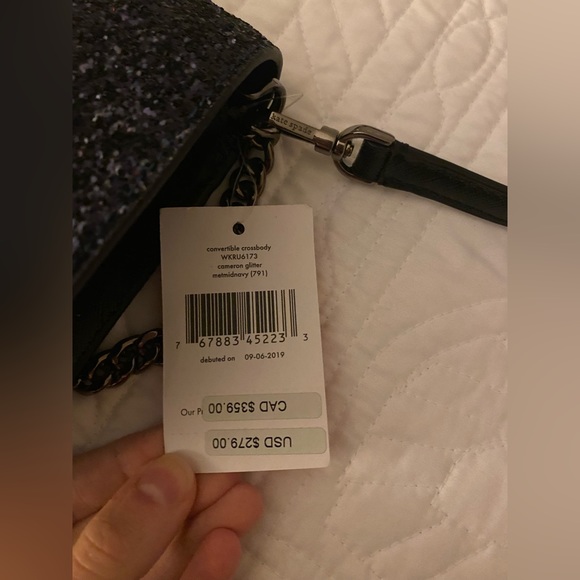 kate spade
convertible crossbody
WKRU6173
cameron glitter
metmidnavy (791)
7 67883 45223 3
debuted on 09-06-2019
Our
CAD $359.00
USD $279.00